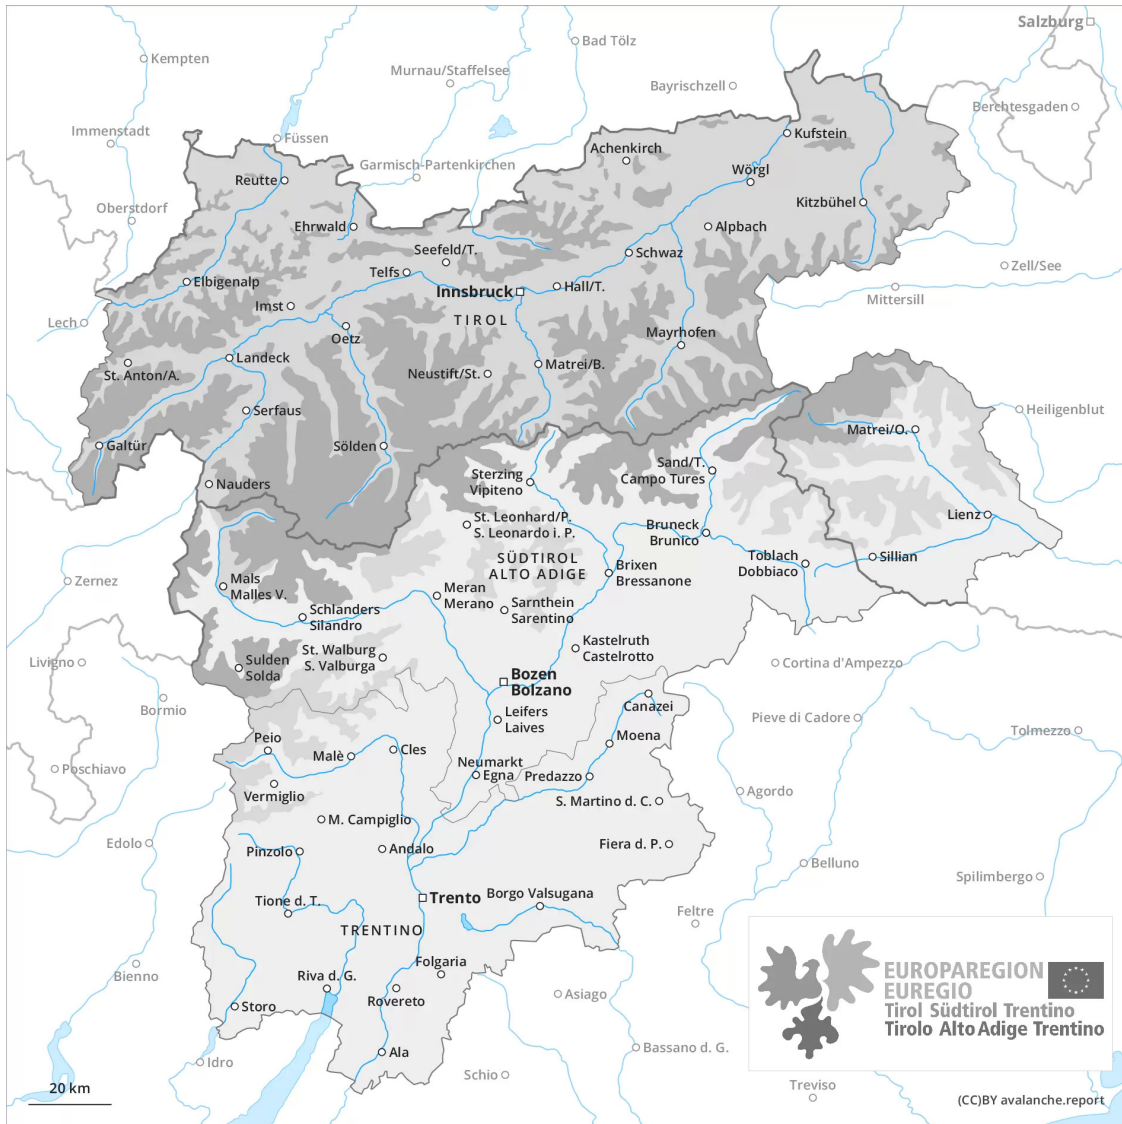 Salzburg
Bad Tölz
Kempten
Murnau/Staffelsee
Bayrischzell
Berchtesgaden
Immenstadt
Füssen
Kufstein
Achenkirch
Garmisch-Partenkirchen
Wörgl
Reutte
Kitzbühel
Oberstdorf
Ehrwald
Alpbach
Seefeld/T.
Schwaz
Telfs
Zell/See
Elbigenalp
Innsbruck
Hall/T.
Mittersill
Imst
TIROL
Lech
Oetz
Mayrhofen
Landeck
Matrei/B.
St. Anton/A.
Neustift/St.
Serfaus
Heiligenblut
Matrei/O.
Galtür
Sölden
Sand/T.
Campo Tures
Sterzing
Vipiteno
Nauders
St. Leonhard/P.
S. Leonardo i. P.
Lienz
Bruneck
Brunico
SÜDTIROL
ALTO ADIGE
Toblach
Dobbiaco
Sillian
Brixen
Bressanone
Zernez
Mals
Malles V.
Meran
Merano
Sarnthein
Sarentino
Schlanders
Silandro
Kastelruth
Castelrotto
St. Walburg
S. Valburga
Livigno
Sulden
Solda
Cortina d'Ampezzo
Bozen
Bolzano
Bormio
Canazei
Leifers
Laives
Pieve di Cadore
Tolmezzo
Peio
Moena
Malè
Cles
Neumarkt
Egna
Predazzo
Poschiavo
Vermiglio
Agordo
S. Martino d. C.
M. Campiglio
Edolo
Pinzolo
Andalo
Fiera d. P.
Belluno
Spilimbergo
Tione d. T.
Trento
Borgo Valsugana
Feltre
TRENTINO
Bienno
Folgaria
Riva d. G.
Rovereto
Asiago
Storo
EUROPAREGION
EUREGIO
Tirol Südtirol Trentino
Tirolo Alto Adige Trentino
Idro
Ala
Bassano d. G.
Schio
20 km
Treviso
(CC)BY avalanche.report